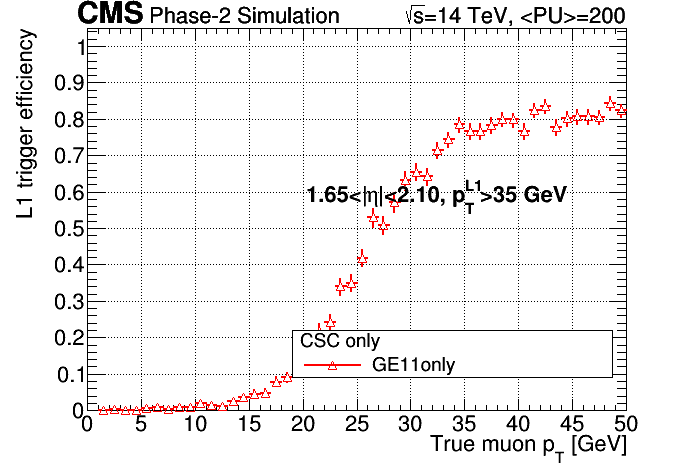 CMS Phase-2 Simulation √s=14 TeV, <PU>=200
L1 trigger efficiency
1
0.9
0.8
0.7
0.6
0.5
0.4
0.3
0.2
0.1
0
1.65<|η|<2.10, p_T^L1>35 GeV
CSC only
GE11only
0 5 10 15 20 25 30 35 40 45 50
True muon p_T [GeV]